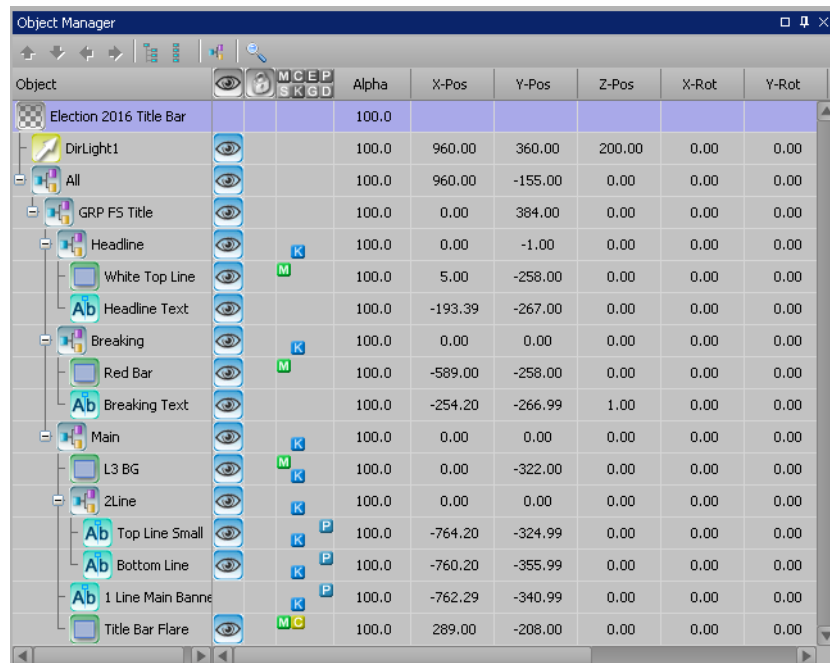 Object Manager
Object M C E P S K G D Alpha X-Pos Y-Pos Z-Pos X-Rot Y-Rot
Election 2016 Title Bar 100.0
DirLight1 100.0 960.00 360.00 200.00 0.00 0.00
All 100.0 960.00 -155.00 0.00 0.00 0.00
GRP FS Title 100.0 0.00 384.00 0.00 0.00 0.00
Headline K 100.0 0.00 -1.00 0.00 0.00 0.00
White Top Line M 100.0 5.00 -258.00 0.00 0.00 0.00
Ab Headline Text 100.0 -193.39 -267.00 0.00 0.00 0.00
Breaking K 100.0 0.00 0.00 0.00 0.00 0.00
Red Bar M 100.0 -589.00 -258.00 0.00 0.00 0.00
Ab Breaking Text 100.0 -254.20 -266.99 1.00 0.00 0.00
Main K 100.0 0.00 0.00 0.00 0.00 0.00
L3 BG M K 100.0 0.00 -322.00 0.00 0.00 0.00
2Line K 100.0 0.00 0.00 0.00 0.00 0.00
Ab Top Line Small K P 100.0 -764.20 -324.99 0.00 0.00 0.00
Ab Bottom Line K P 100.0 -760.20 -355.99 0.00 0.00 0.00
Ab 1 Line Main Banne K P 100.0 -762.29 -340.99 0.00 0.00 0.00
Title Bar Flare M C 100.0 289.00 -208.00 0.00 0.00 0.00